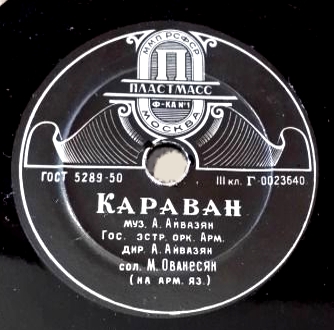 ММП РСФСР
П
ПЛАСТМАСС
Ф-КА №1
МОСКВА
ГОСТ 5289-50
III кл. Г-0023640
КАРАВАН
муз. А. Айвазян
Гос. эстр. орк. Арм.
дир. А. Айвазян
сол. М. Ованесян
(на арм. яз.)